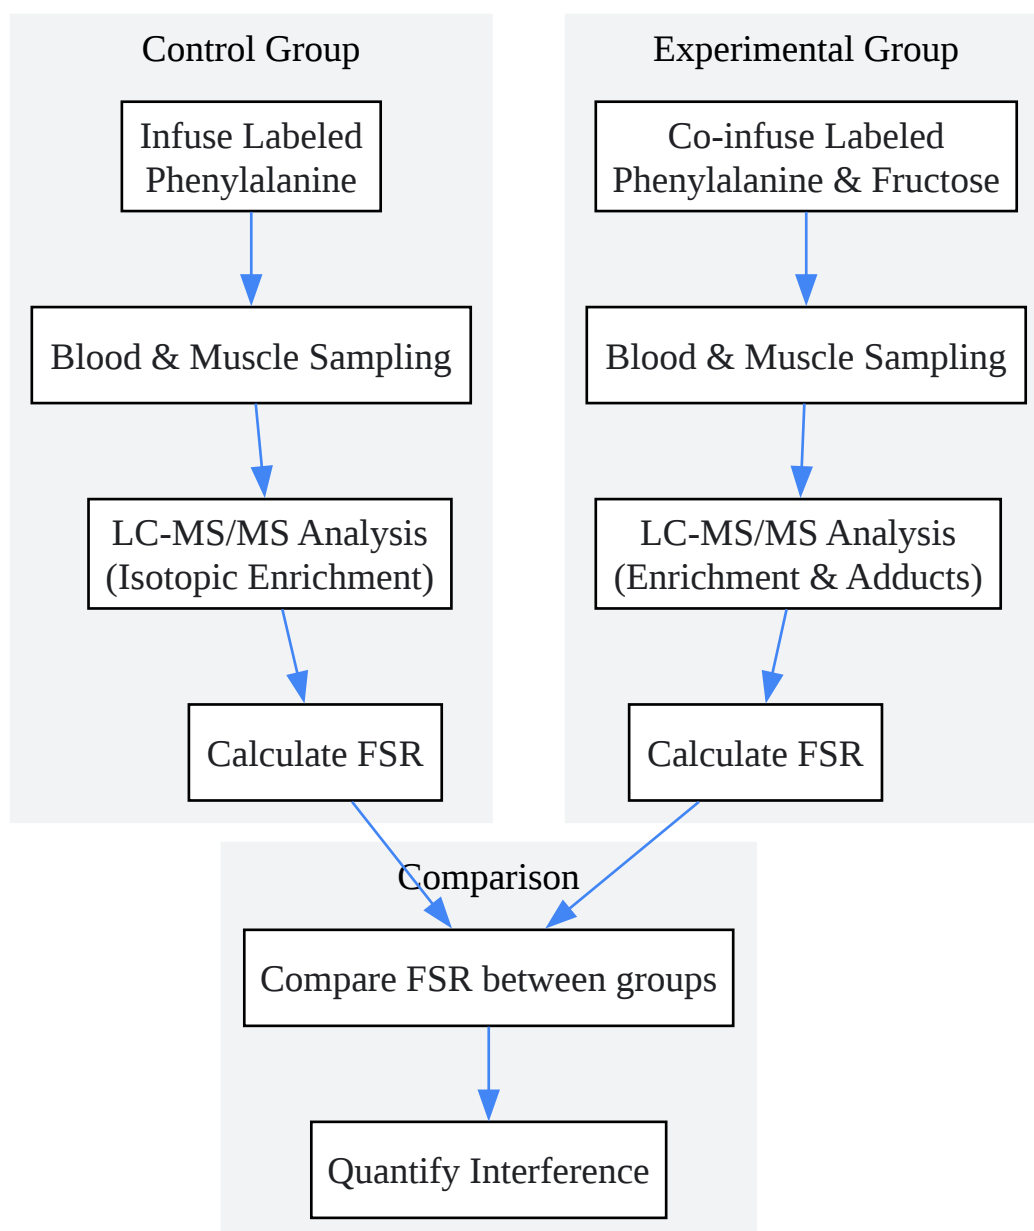 Control Group
Infuse Labeled
Phenylalanine
Blood & Muscle Sampling
LC-MS/MS Analysis
(Isotopic Enrichment)
Calculate FSR
Experimental Group
Co-infuse Labeled
Phenylalanine & Fructose
Blood & Muscle Sampling
LC-MS/MS Analysis
(Enrichment & Adducts)
Calculate FSR
Comparison
Compare FSR between groups
Quantify Interference